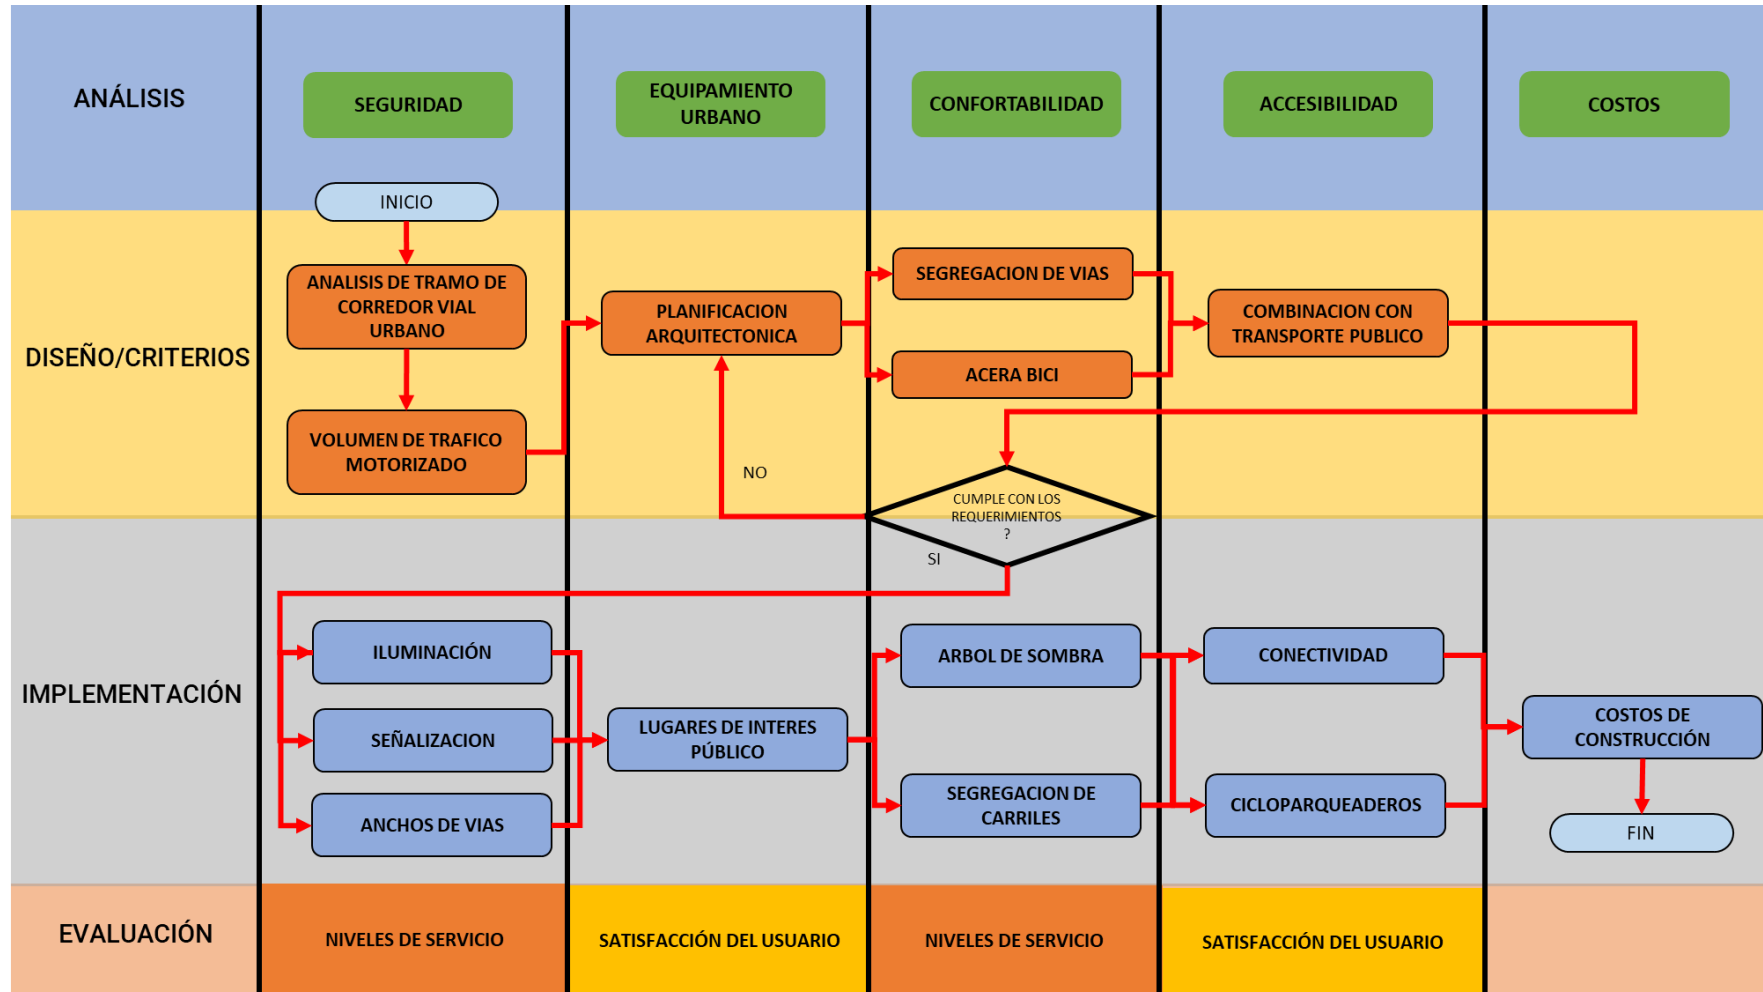 ANÁLISIS
SEGURIDAD
EQUIPAMIENTO
URBANO
CONFORTABILIDAD
ACCESIBILIDAD
COSTOS
INICIO
DISEÑO/CRITERIOS
ANALISIS DE TRAMO DE
CORREDOR VIAL
URBANO
VOLUMEN DE TRAFICO
MOTORIZADO
PLANIFICACION
ARQUITECTONICA
SEGREGACION DE VIAS
ACERA BICI
COMBINACION CON
TRANSPORTE PUBLICO
NO
CUMPLE CON LOS
REQUERIMIENTOS
?
SI
IMPLEMENTACIÓN
ILUMINACIÓN
SEÑALIZACION
ANCHOS DE VIAS
LUGARES DE INTERES
PÚBLICO
ARBOL DE SOMBRA
SEGREGACION DE
CARRILES
CONECTIVIDAD
CICLOPARQUEADEROS
COSTOS DE
CONSTRUCCIÓN
FIN
EVALUACIÓN
NIVELES DE SERVICIO
SATISFACCIÓN DEL USUARIO
NIVELES DE SERVICIO
SATISFACCIÓN DEL USUARIO